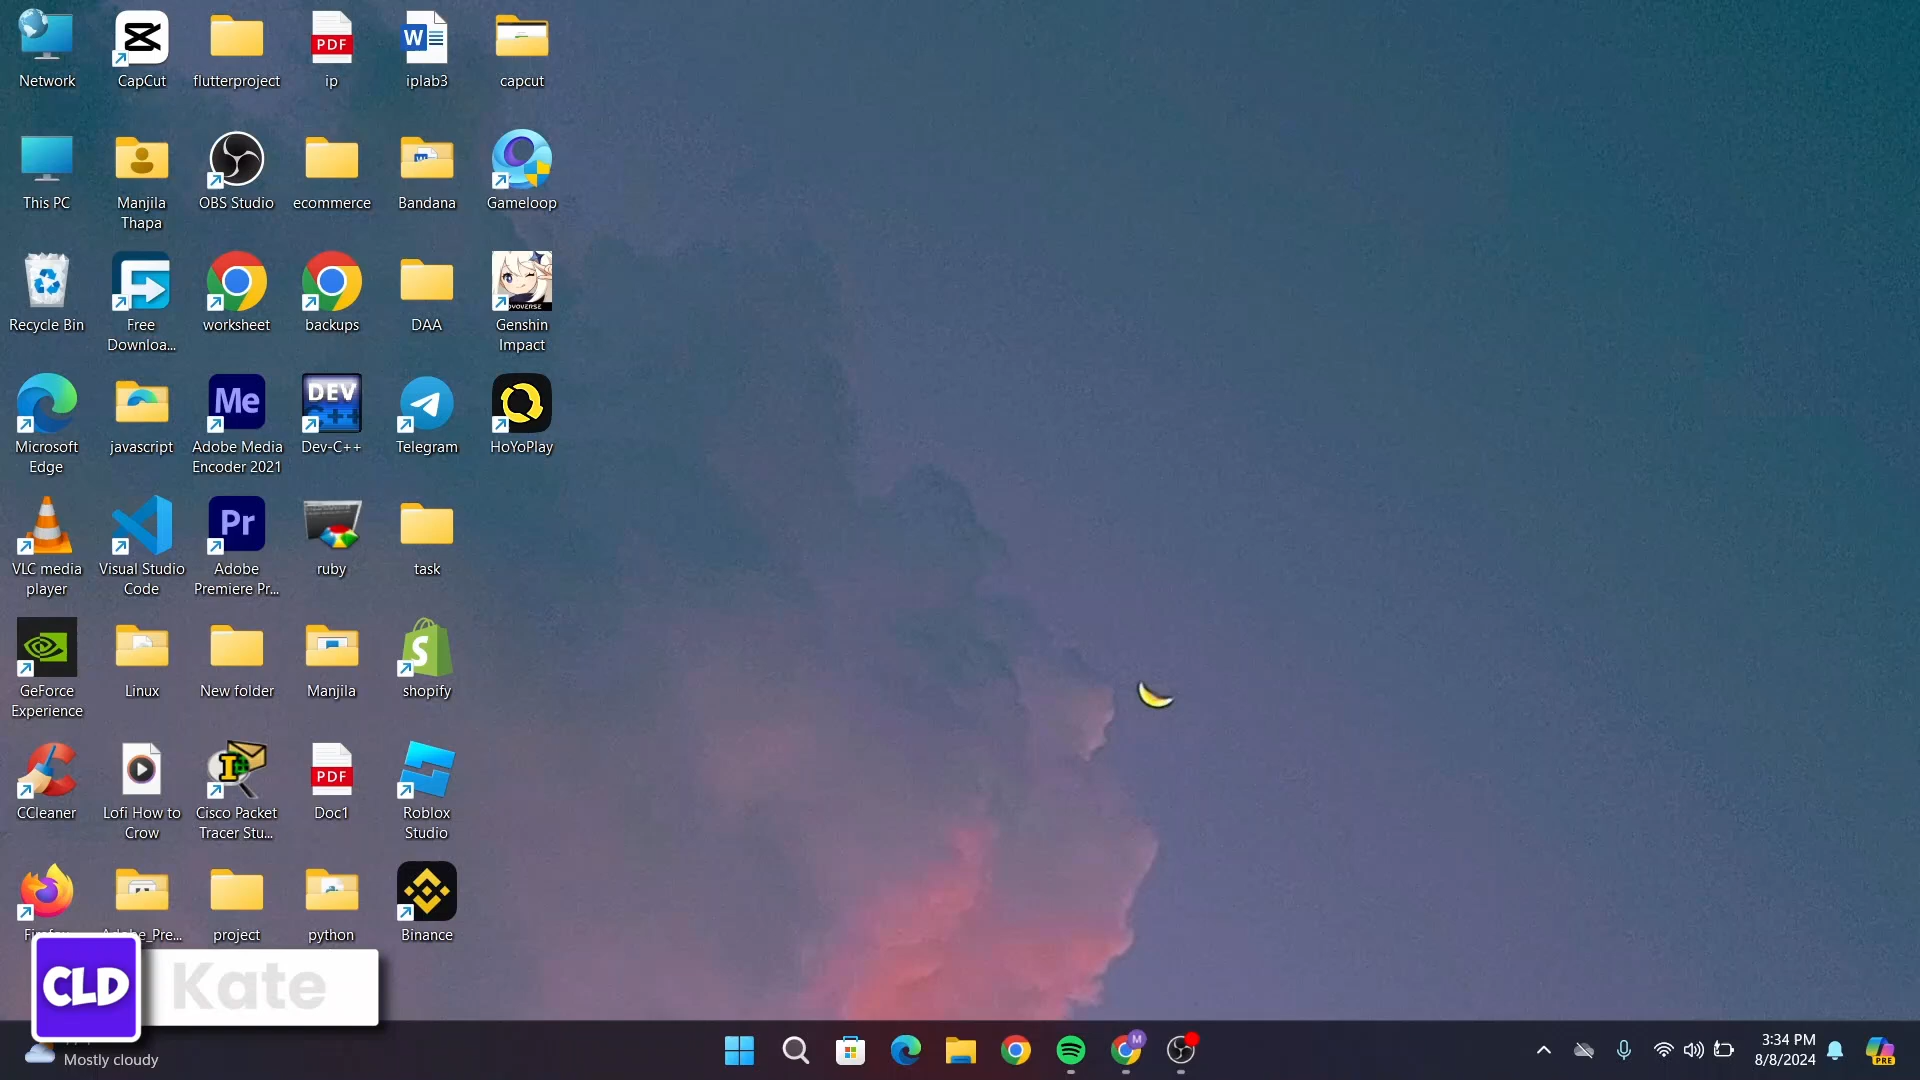 Network
CapCut
flutterproject
PDF
ip
W
iplab3
capcut
This PC
Manjila
Thapa
OBS Studio
ecommerce
Bandana
Gameloop
Recycle Bin
Free
Downloa...
worksheet
backups
DAA
Genshin
Impact
Microsoft
Edge
javascript
Me
Adobe Media
Encoder 2021
DEV
C++
Dev-C++
Telegram
HoYoPlay
VLC media
player
Visual Studio
Code
Pr
Adobe
Premiere Pr...
ruby
task
GeForce
Experience
Linux
New folder
Manjila
shopify
CCleaner
Lofi How to
Crow
Cisco Packet
Tracer Stu...
PDF
Doc1
Roblox
Studio
project
python
Binance
CLD
Kate
Mostly cloudy
M
3:34 PM
8/8/2024
PRE